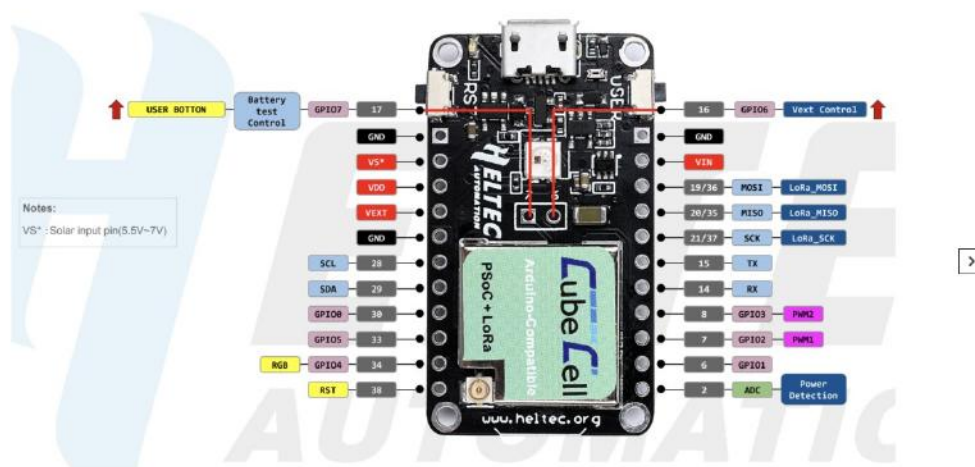 USER BOTTON Battery test Control GPIO7 17
GND
VS*
VDD
VEXT
GND
SCL 28
SDA 29
GPIO0 30
GPIO5 33
RGB GPIO4 34
RST 38
Notes:
VS* :Solar input pin(5.5V~7V)
RST
USER
HELTEC
AUTOMATION
CubeCell
Arduino-Compatible
PSoC + LoRa
www.heltec.org
16 GPIO6 Vext Control
GND
VIN
19/36 MOSI LoRa_MOSI
20/35 MISO LoRa_MISO
21/37 SCK LoRa_SCK
15 TX
14 RX
8 GPIO3 PWM2
7 GPIO2 PWM1
6 GPIO1
2 ADC Power Detection